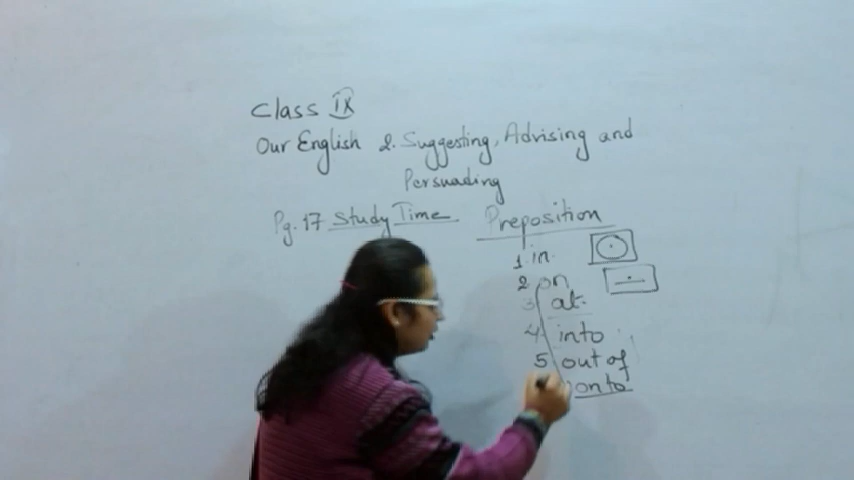 Class IX
Our English 2. Suggesting, Advising and
Persuading
Pg. 17 Study Time Preposition
1. in
2. on
3 at
4 into
5 out of
onto